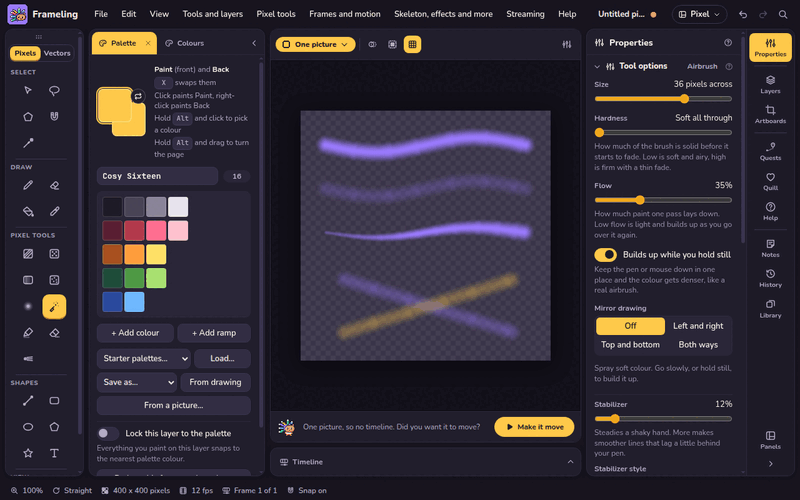 Frameling
File Edit View Tools and layers Pixel tools Frames and motion Skeleton, effects and more Streaming Help
Untitled pi...
Pixel
Pixels Vectors
SELECT
DRAW
PIXEL TOOLS
SHAPES
Palette
Colours
Paint (front) and Back
X swaps them
Click paints Paint, right-
click paints Back
Hold Alt and click to pick
a colour
Hold Alt and drag to turn
the page
Cosy Sixteen
16
+ Add colour
+ Add ramp
Starter palettes...
Load...
Save as...
From drawing
From a picture...
Lock this layer to the palette
Everything you paint on this layer snaps to
the nearest palette colour.
One picture
One picture, so no timeline. Did you want it to move?
Make it move
Timeline
Properties
Tool options
Airbrush
Size
36 pixels across
Hardness
Soft all through
How much of the brush is solid before it
starts to fade. Low is soft and airy, high
is firm with a thin fade.
Flow
35%
How much paint one pass lays down.
Low flow is light and builds up as you go
over it again.
Builds up while you hold still
Keep the pen or mouse down in one
place and the colour gets denser, like a
real airbrush.
Mirror drawing
Off
Left and right
Top and bottom
Both ways
Spray soft colour. Go slowly, or hold still,
to build it up.
Stabilizer
12%
Steadies a shaky hand. More makes
smoother lines that lag a little behind
your pen.
Stabilizer style
Properties
Layers
Artboards
Quests
Quill
Help
Notes
History
Library
Panels
100%
Straight
400 x 400 pixels
12 fps
Frame 1 of 1
Snap on